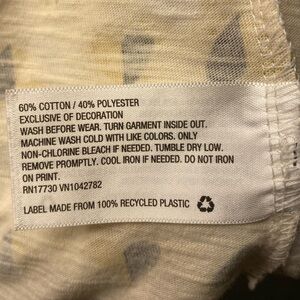 60% COTTON / 40% POLYESTER
EXCLUSIVE OF DECORATION
WASH BEFORE WEAR. TURN GARMENT INSIDE OUT.
MACHINE WASH COLD WITH LIKE COLORS. ONLY
NON-CHLORINE BLEACH IF NEEDED. TUMBLE DRY LOW.
REMOVE PROMPTLY. COOL IRON IF NEEDED. DO NOT IRON
ON PRINT.
RN17730 VN1042782
LABEL MADE FROM 100% RECYCLED PLASTIC